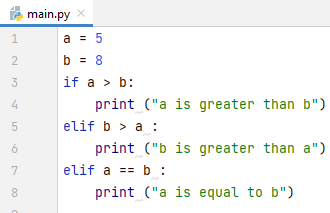 main.py ×
1 a = 5
2 b = 8
3 if a > b:
4     print ("a is greater than b")
5 elif b > a :
6     print ("b is greater than a")
7 elif a == b :
8     print ("a is equal to b")